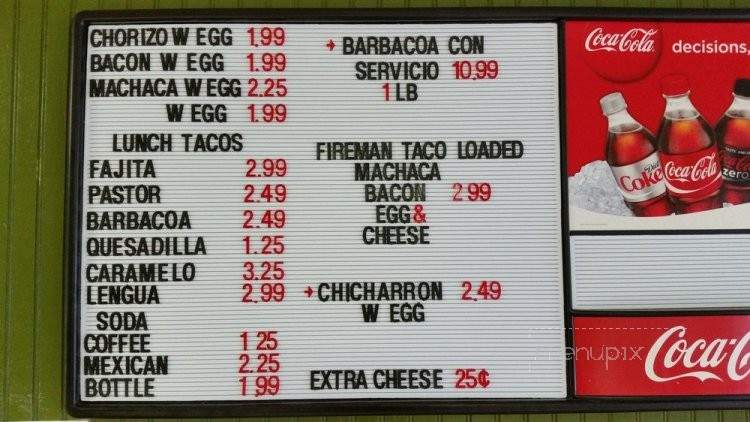 CHORIZO W EGG 1.99
BACON W EGG 1.99
MACHACA W EGG 2.25
W EGG 1.99
LUNCH TACOS
FAJITA 2.99
PASTOR 2.49
BARBACOA 2.49
QUESADILLA 1.25
CARAMELO 3.25
LENGUA 2.99
SODA
COFFEE 1 25
MEXICAN 2.25
BOTTLE 1.99
→ BARBACOA CON
SERVICIO 10.99
1 LB
FIREMAN TACO LOADED
MACHACA
BACON 2 99
EGG &
CHEESE
→ CHICHARRON 2.49
W EGG
EXTRA CHEESE 25¢
Coca-Cola decisions,
Diet Coke
Coca-Cola
zero
menupix
Coca-C